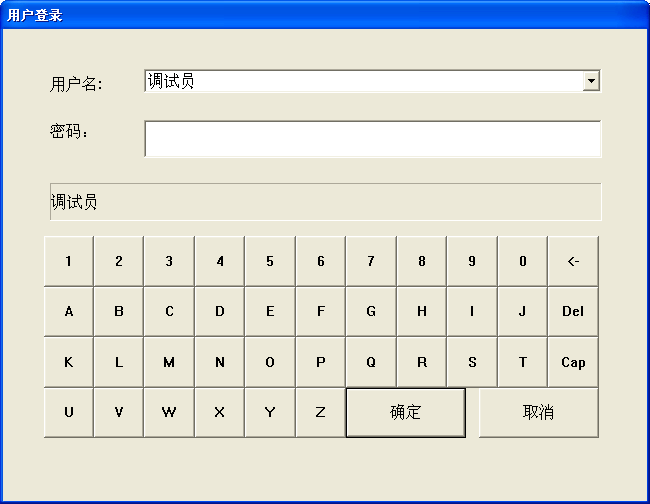 用户登录
用户名:
调试员
密码：
调试员
1 2 3 4 5 6 7 8 9 0 <-
A B C D E F G H I J Del
K L M N O P Q R S T Cap
U V W X Y Z 确定 取消